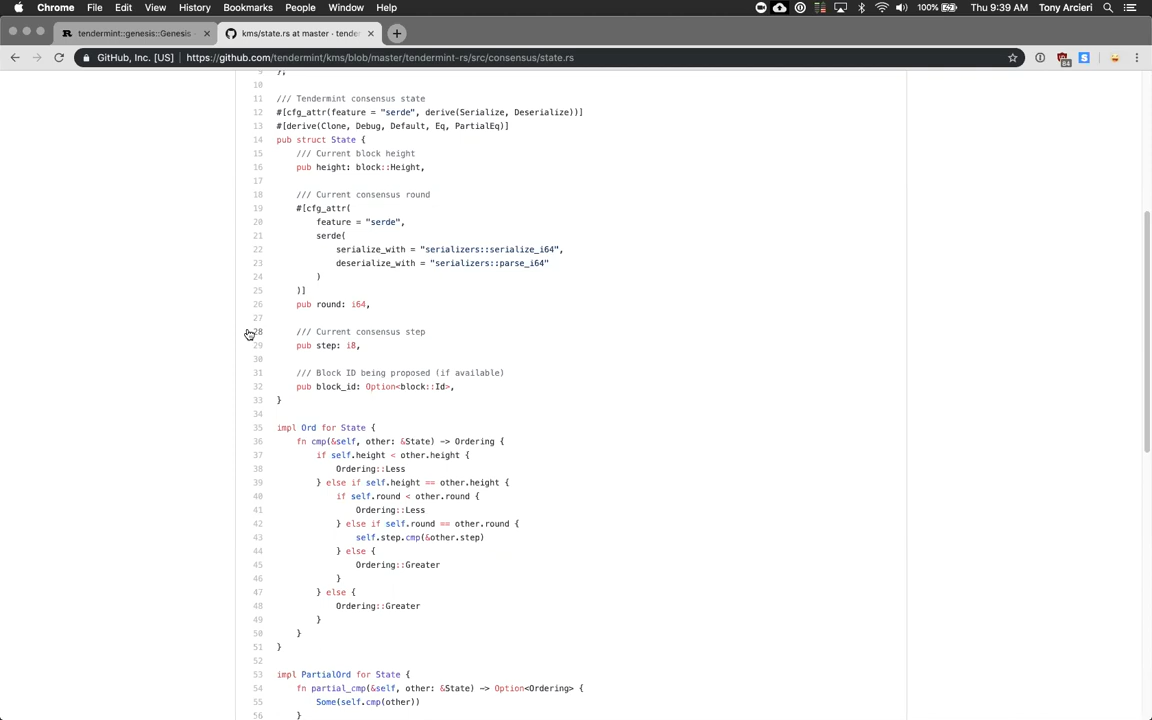 Chrome File Edit View History Bookmarks People Window Help 100% Thu 9:39 AM Tony Arcieri
tendermint::genesis::Genesis - kms/state.rs at master · tender
GitHub, Inc. [US] https://github.com/tendermint/kms/blob/master/tendermint-rs/src/consensus/state.rs
9 };
10
11 /// Tendermint consensus state
12 #[cfg_attr(feature = "serde", derive(Serialize, Deserialize))]
13 #[derive(Clone, Debug, Default, Eq, PartialEq)]
14 pub struct State {
15 /// Current block height
16 pub height: block::Height,
17
18 /// Current consensus round
19 #[cfg_attr(
20 feature = "serde",
21 serde(
22 serialize_with = "serializers::serialize_i64",
23 deserialize_with = "serializers::parse_i64"
24 )
25 )]
26 pub round: i64,
27
28 /// Current consensus step
29 pub step: i8,
30
31 /// Block ID being proposed (if available)
32 pub block_id: Option<block::Id>,
33 }
34
35 impl Ord for State {
36 fn cmp(&self, other: &State) -> Ordering {
37 if self.height < other.height {
38 Ordering::Less
39 } else if self.height == other.height {
40 if self.round < other.round {
41 Ordering::Less
42 } else if self.round == other.round {
43 self.step.cmp(&other.step)
44 } else {
45 Ordering::Greater
46 }
47 } else {
48 Ordering::Greater
49 }
50 }
51 }
52
53 impl PartialOrd for State {
54 fn partial_cmp(&self, other: &State) -> Option<Ordering> {
55 Some(self.cmp(other))
56 }